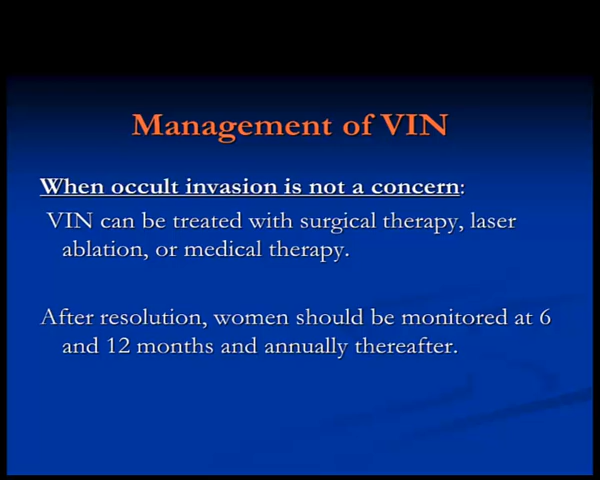 Management of VIN
When occult invasion is not a concern:
VIN can be treated with surgical therapy, laser
ablation, or medical therapy.
After resolution, women should be monitored at 6
and 12 months and annually thereafter.